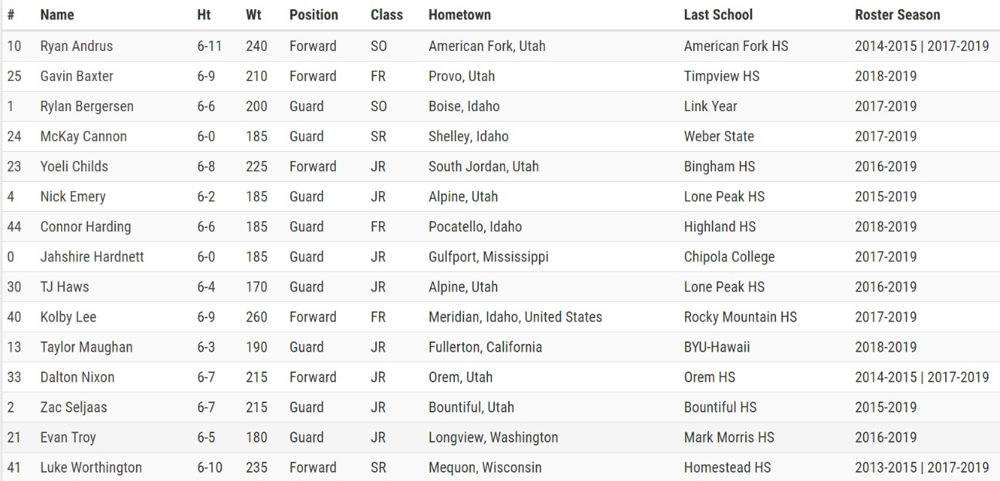 # Name Ht Wt Position Class Hometown Last School Roster Season
10 Ryan Andrus 6-11 240 Forward SO American Fork, Utah American Fork HS 2014-2015 | 2017-2019
25 Gavin Baxter 6-9 210 Forward FR Provo, Utah Timpview HS 2018-2019
1 Rylan Bergersen 6-6 200 Guard SO Boise, Idaho Link Year 2017-2019
24 McKay Cannon 6-0 185 Guard SR Shelley, Idaho Weber State 2017-2019
23 Yoeli Childs 6-8 225 Forward JR South Jordan, Utah Bingham HS 2016-2019
4 Nick Emery 6-2 185 Guard JR Alpine, Utah Lone Peak HS 2015-2019
44 Connor Harding 6-6 185 Guard FR Pocatello, Idaho Highland HS 2018-2019
0 Jahshire Hardnett 6-0 185 Guard JR Gulfport, Mississippi Chipola College 2017-2019
30 TJ Haws 6-4 170 Guard JR Alpine, Utah Lone Peak HS 2016-2019
40 Kolby Lee 6-9 260 Forward FR Meridian, Idaho, United States Rocky Mountain HS 2017-2019
13 Taylor Maughan 6-3 190 Guard JR Fullerton, California BYU-Hawaii 2018-2019
33 Dalton Nixon 6-7 215 Forward JR Orem, Utah Orem HS 2014-2015 | 2017-2019
2 Zac Seljaas 6-7 215 Guard JR Bountiful, Utah Bountiful HS 2015-2019
21 Evan Troy 6-5 180 Guard JR Longview, Washington Mark Morris HS 2016-2019
41 Luke Worthington 6-10 235 Forward SR Mequon, Wisconsin Homestead HS 2013-2015 | 2017-2019